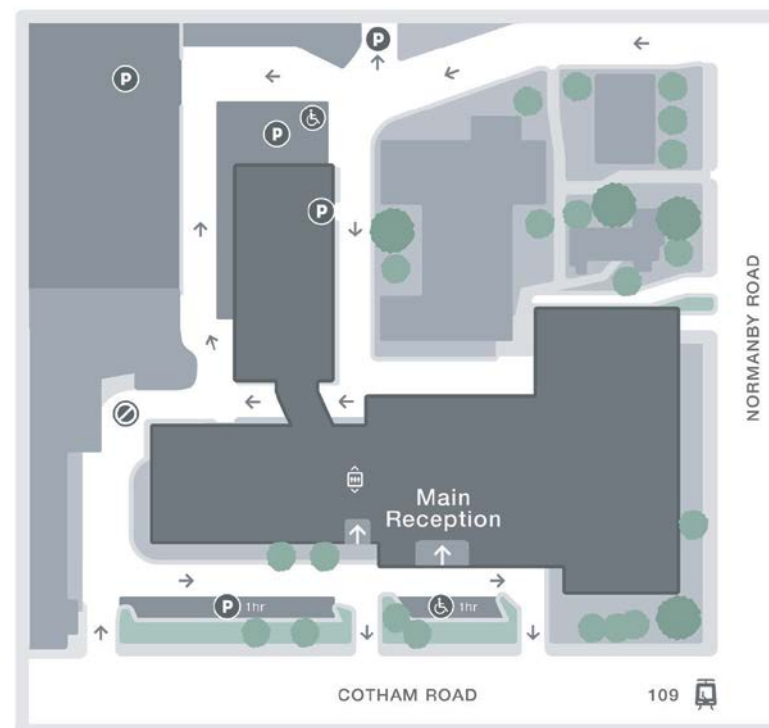 P
P
P
P
NORMANBY ROAD
Main
Reception
P 1hr
1hr
COTHAM ROAD
109